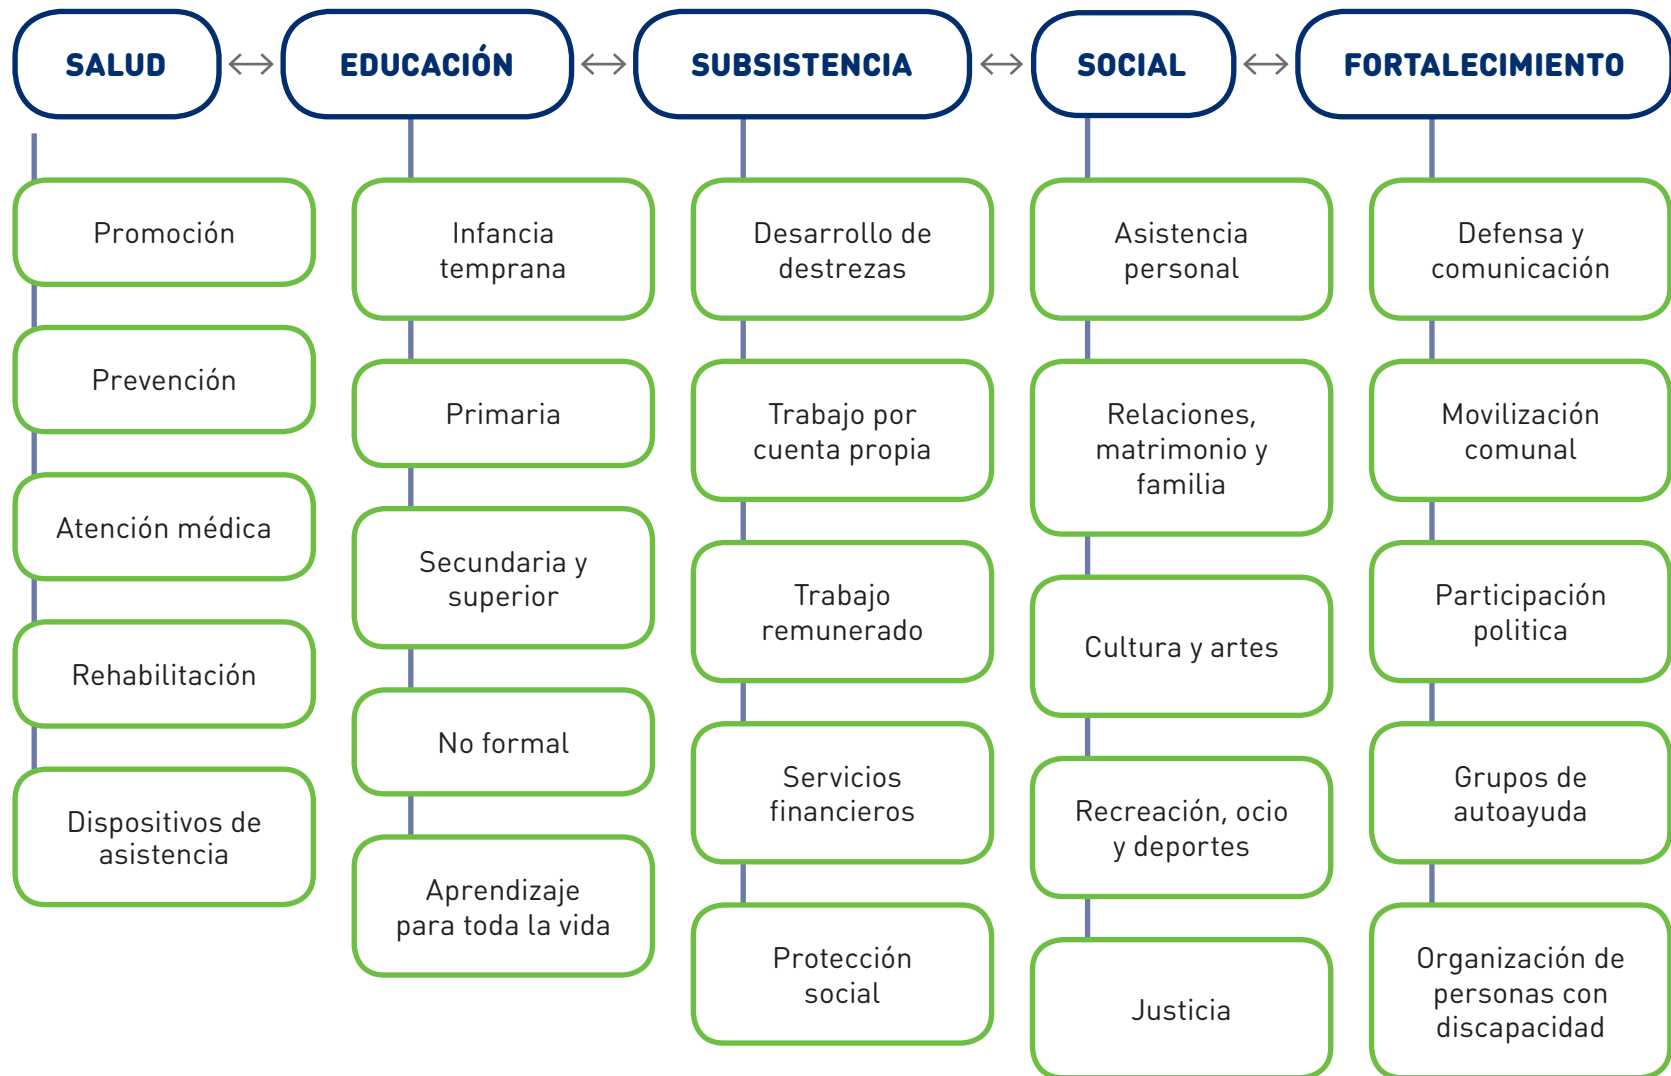 SALUD
EDUCACIÓN
SUBSISTENCIA
SOCIAL
FORTALECIMIENTO
Promoción
Prevención
Atención médica
Rehabilitación
Dispositivos de
asistencia
Infancia
temprana
Primaria
Secundaria y
superior
No formal
Aprendizaje
para toda la vida
Desarrollo de
destrezas
Trabajo por
cuenta propia
Trabajo
remunerado
Servicios
financieros
Protección
social
Asistencia
personal
Relaciones,
matrimonio y
familia
Cultura y artes
Recreación, ocio
y deportes
Justicia
Defensa y
comunicación
Movilización
comunal
Participación
politica
Grupos de
autoayuda
Organización de
personas con
discapacidad